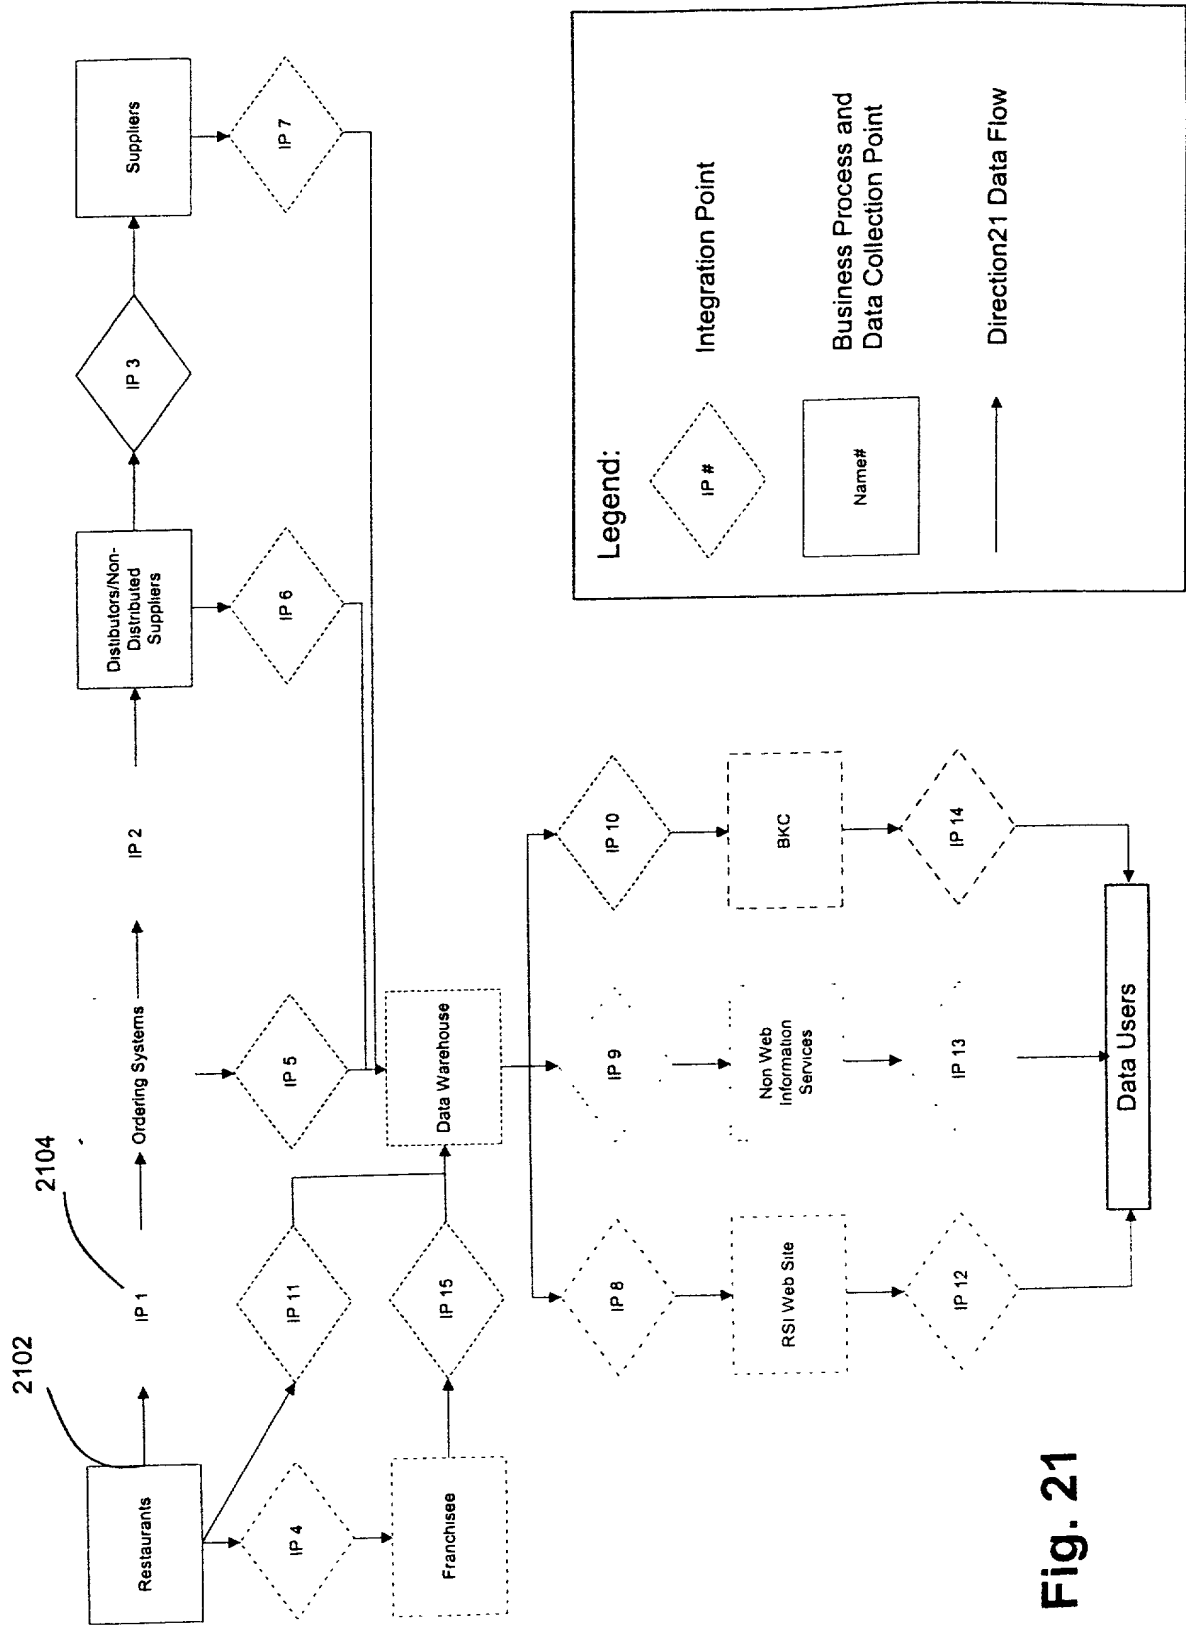 2102
2104
Restaurants
IP 1
Ordering Systems
IP 2
Distibutors/Non-
Distributed
Suppliers
IP 3
Suppliers
IP 4
IP 11
IP 5
IP 6
IP 7
Franchisee
IP 15
Data Warehouse
IP 8
IP 9
IP 10
RSI Web Site
Non Web
Information
Services
BKC
IP 12
IP 13
IP 14
Data Users
Legend:
IP #
Integration Point
Name#
Business Process and
Data Collection Point
Direction21 Data Flow
Fig. 21